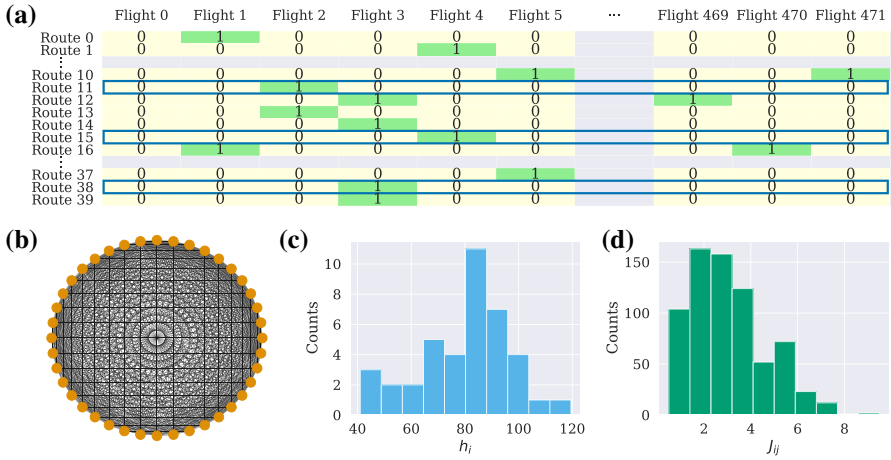 (a)
Flight 0 Flight 1 Flight 2 Flight 3 Flight 4 Flight 5 ... Flight 469 Flight 470 Flight 471
Route 0 0 1 0 0 0 0 0 0 0
Route 1 0 0 0 0 1 0 0 0 0
⋮
Route 10 0 0 0 0 0 1 0 0 1
Route 11 0 0 1 0 0 0 0 0 0
Route 12 0 0 0 1 0 0 1 0 0
Route 13 0 0 1 0 0 0 0 0 0
Route 14 0 0 0 1 0 0 0 0 0
Route 15 0 0 0 0 1 0 0 0 0
Route 16 0 1 0 0 0 0 0 1 0
⋮
Route 37 0 0 0 0 0 1 0 0 0
Route 38 0 0 0 1 0 0 0 0 0
Route 39 0 0 0 1 0 0 0 0 0
(b)
(c)
Counts
10
8
6
4
2
0
40 60 80 100 120
h_i
(d)
Counts
150
100
50
0
2 4 6 8
J_ij